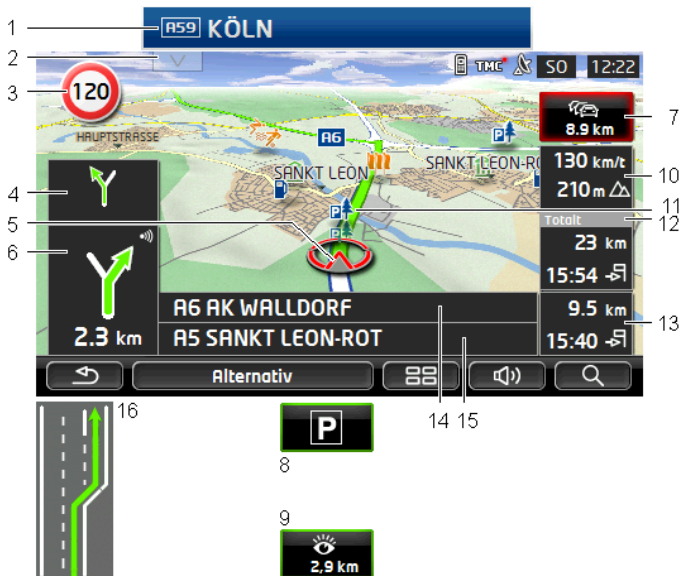 1
A59 KÖLN
2
TMC SO 12:22
3
120
7
8.9 km
HAUPTSTRASSE
A6
P
SANKT LEON
SANKT LEON-RO
4
130 km/t
10
210 m
P
11
5
P
Totalt
12
6
23 km
15:54
2.3 km
A6 AK WALLDORF
9.5 km
13
A5 SANKT LEON-ROT
15:40
Alternativ
16
14 15
P
8
9
2,9 km